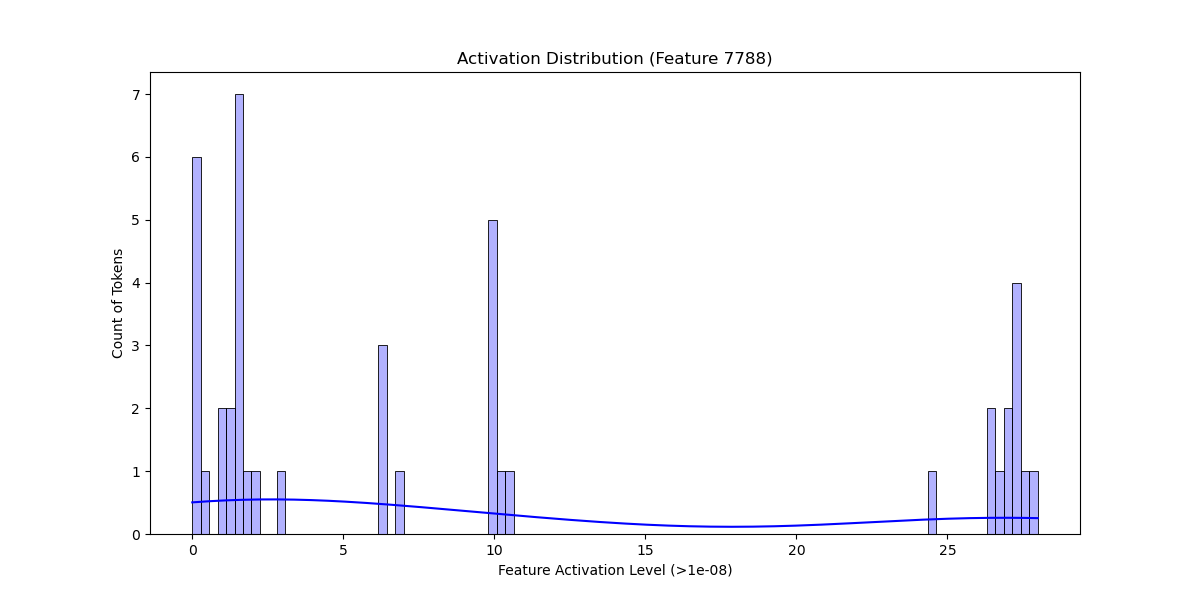 Activation Distribution (Feature 7788)
Count of Tokens
7
6
5
4
3
2
1
0
0 5 10 15 20 25
Feature Activation Level (>1e-08)